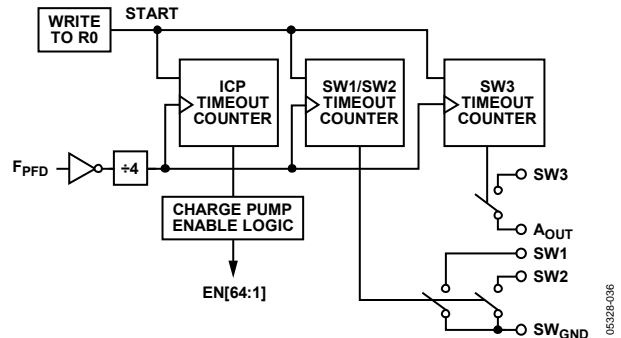 WRITE
TO R0
START
ICP
TIMEOUT
COUNTER
SW1/SW2
TIMEOUT
COUNTER
SW3
TIMEOUT
COUNTER
FPFD
÷4
CHARGE PUMP
ENABLE LOGIC
EN[64:1]
SW3
AOUT
SW1
SW2
SWGND
05328-036